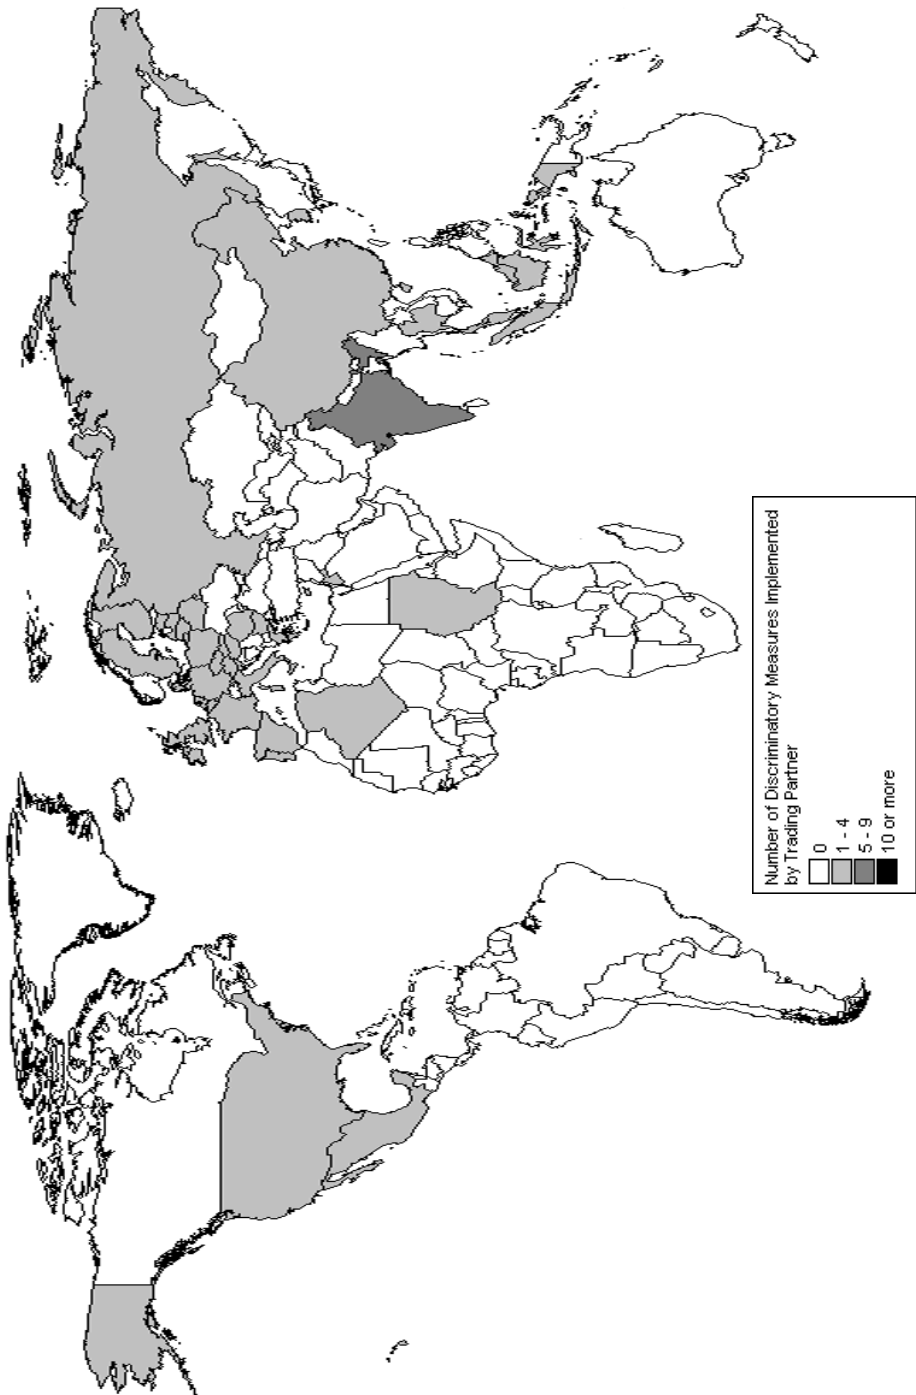 Number of Discriminatory Measures Implemented
by Trading Partner
0
1 - 4
5 - 9
10 or more